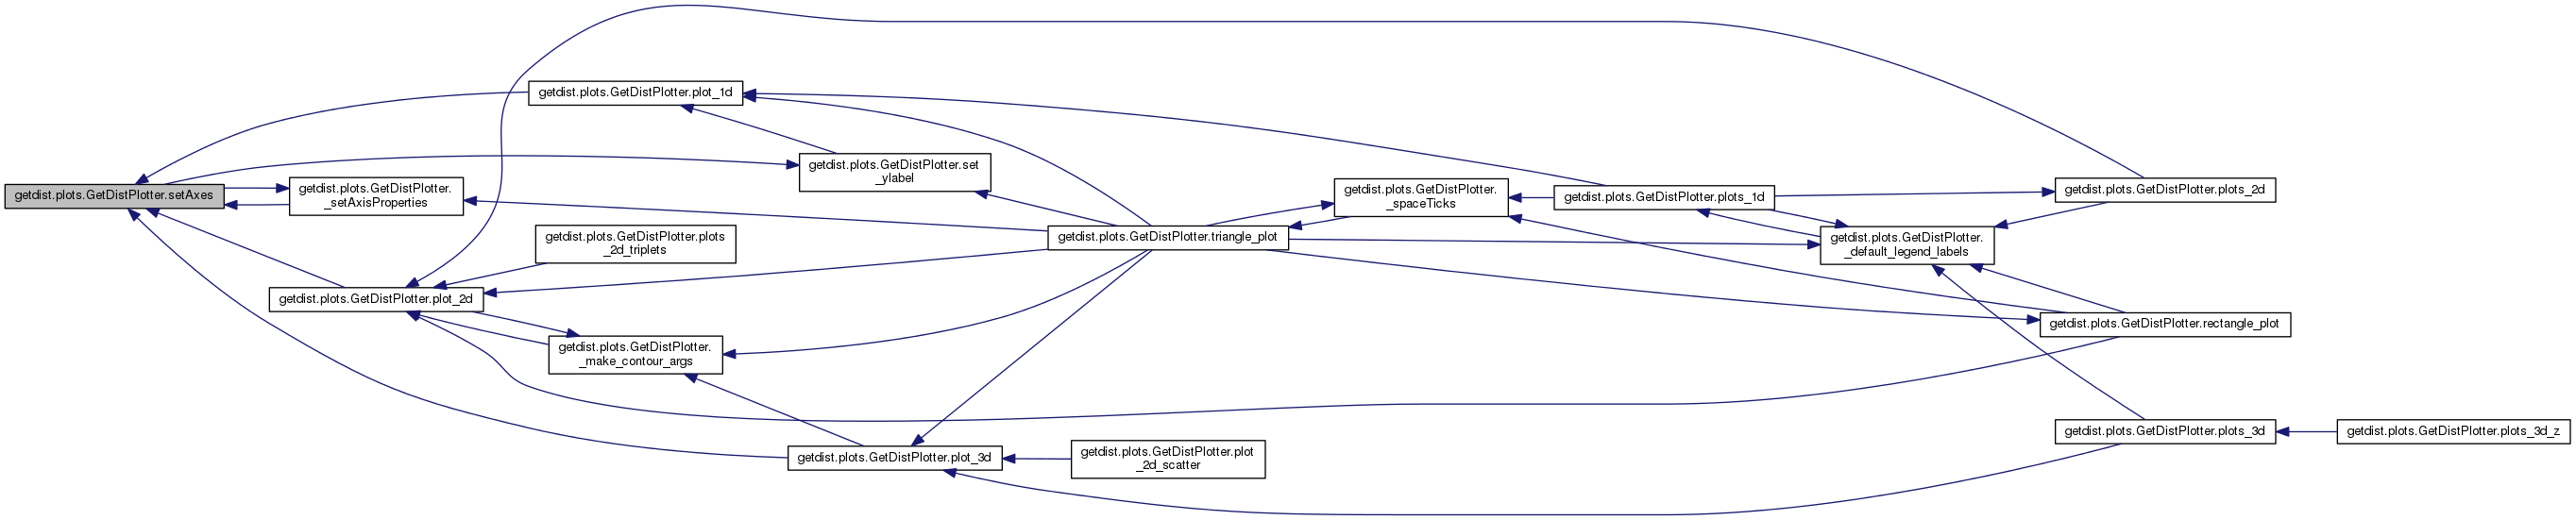 getdist.plots.GetDistPlotter.setAxes
getdist.plots.GetDistPlotter.
_setAxisProperties
getdist.plots.GetDistPlotter.plot_1d
getdist.plots.GetDistPlotter.plot_2d
getdist.plots.GetDistPlotter.plots
_2d_triplets
getdist.plots.GetDistPlotter.
_make_contour_args
getdist.plots.GetDistPlotter.set
_ylabel
getdist.plots.GetDistPlotter.plot_3d
getdist.plots.GetDistPlotter.triangle_plot
getdist.plots.GetDistPlotter.plot
_2d_scatter
getdist.plots.GetDistPlotter.
_spaceTicks
getdist.plots.GetDistPlotter.plots_1d
getdist.plots.GetDistPlotter.
_default_legend_labels
getdist.plots.GetDistPlotter.plots_2d
getdist.plots.GetDistPlotter.rectangle_plot
getdist.plots.GetDistPlotter.plots_3d
getdist.plots.GetDistPlotter.plots_3d_z